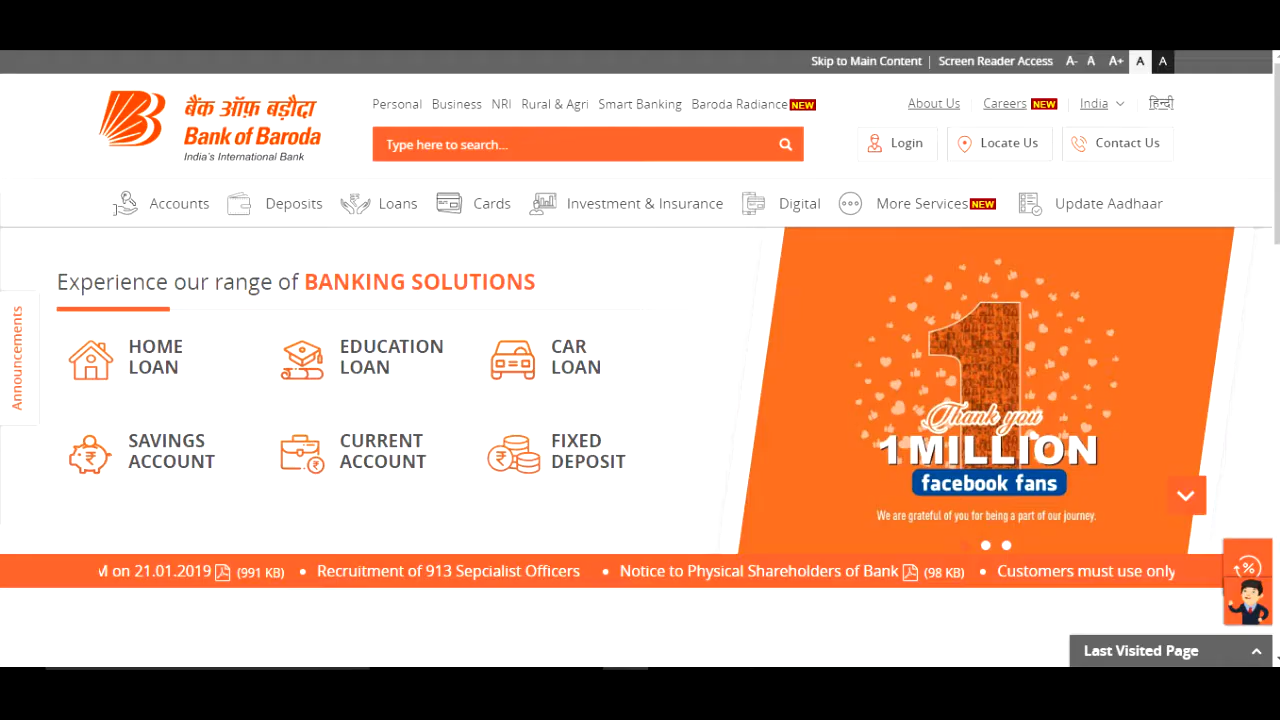 Skip to Main Content | Screen Reader Access A- A A+ A A
बैंक ऑफ़ बड़ौदा
Bank of Baroda
India's International Bank
Personal Business NRI Rural & Agri Smart Banking Baroda Radiance NEW
About Us Careers NEW India हिन्दी
Type here to search...
Login Locate Us Contact Us
Accounts Deposits Loans Cards Investment & Insurance Digital More Services NEW Update Aadhaar
Announcements
Experience our range of BANKING SOLUTIONS
HOME
LOAN
EDUCATION
LOAN
CAR
LOAN
SAVINGS
ACCOUNT
CURRENT
ACCOUNT
FIXED
DEPOSIT
1
Thank you
1 MILLION
facebook fans
We are grateful of you for being a part of our journey.
on 21.01.2019 (991 KB) • Recruitment of 913 Sepcialist Officers • Notice to Physical Shareholders of Bank (98 KB) • Customers must use only
%
Last Visited Page